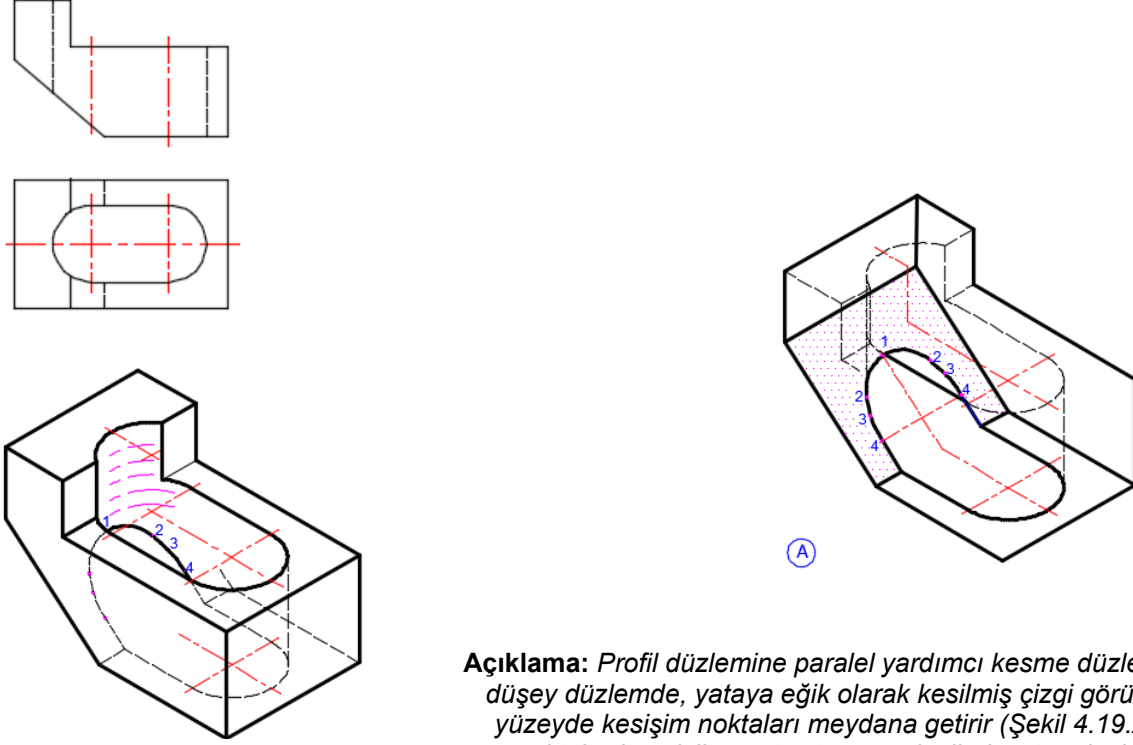 1
2
3
4
1
2
3
4
2
3
4
A
Açıklama: Profil düzlemine paralel yardımcı kesme düzle
düşey düzlemde, yataya eğik olarak kesilmiş çizgi görü
yüzeyde kesişim noktaları meydana getirir (Şekil 4.19.